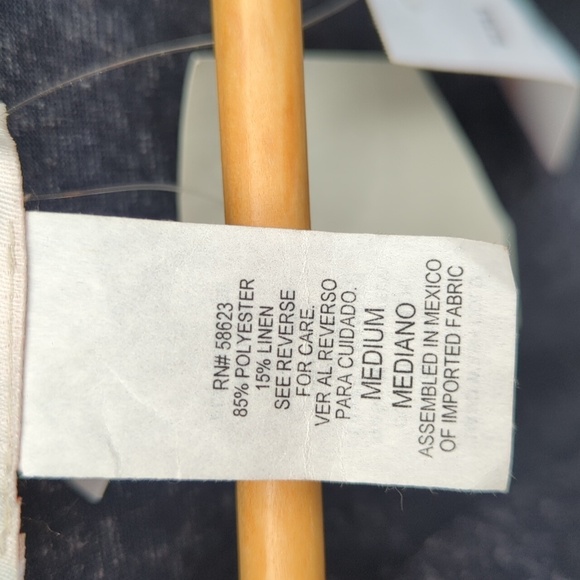 RN# 58623
85% POLYESTER
15% LINEN
SEE REVERSE
FOR CARE.
VER AL REVERSO
PARA CUIDADO.
MEDIUM
MEDIANO
ASSEMBLED IN MEXICO
OF IMPORTED FABRIC